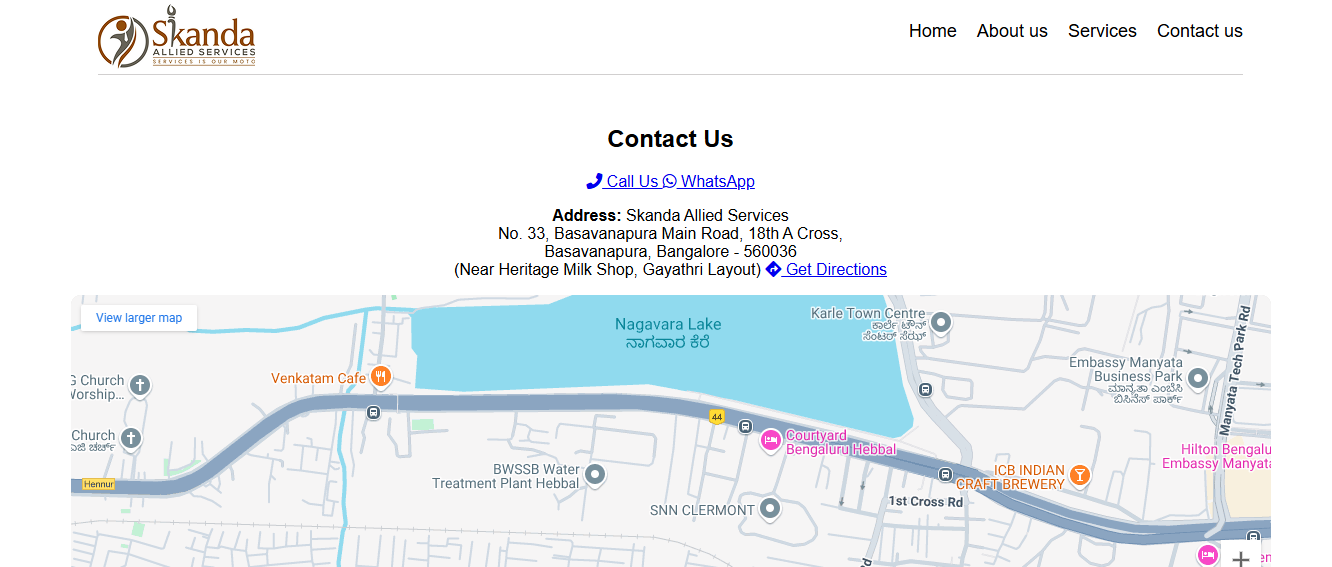 Skanda
ALLIED SERVICES
SERVICES IS OUR MOTO
Home About us Services Contact us
Contact Us
Call Us WhatsApp
Address: Skanda Allied Services
No. 33, Basavanapura Main Road, 18th A Cross,
Basavanapura, Bangalore - 560036
(Near Heritage Milk Shop, Gayathri Layout) Get Directions
View larger map
Nagavara Lake
ನಾಗವಾರ ಕೆರೆ
Karle Town Centre
ಕಾರ್ಲೆ ಟೌನ್
ಸೆಂಟರ್ ಸೆಝ್
Manyata Tech Park Rd
Embassy Manyata
Business Park
ಮಾನ್ಯತಾ ಎಂಬೆಸಿ
ಬಿಸಿನೆಸ್ ಪಾರ್ಕ್
Venkatam Cafe
G Church
Worship...
44
Church
ಚರ್ಚ್
Courtyard
Bengaluru Hebbal
Hilton Bengalu
Embassy Manyata
BWSSB Water
Treatment Plant Hebbal
ICB INDIAN
CRAFT BREWERY
Hennur
1st Cross Rd
SNN CLERMONT